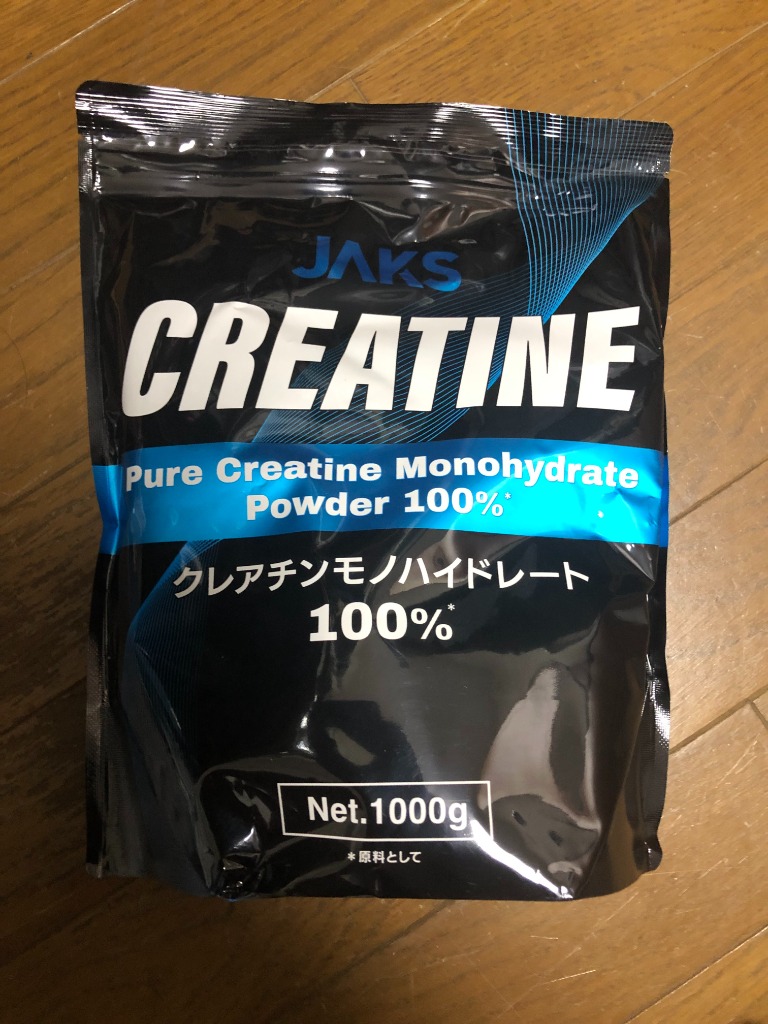 JAKS
CREATINE
Pure Creatine Monohydrate
Powder 100%*
クレアチンモノハイドレート
100%*
Net.1000g
*原料として